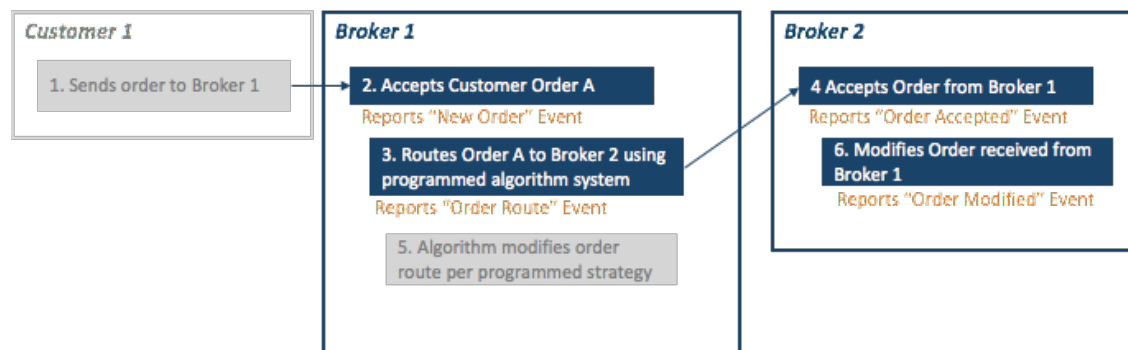 Customer 1
1. Sends order to Broker 1
Broker 1
2. Accepts Customer Order A
Reports “New Order” Event
3. Routes Order A to Broker 2 using
programmed algorithm system
Reports “Order Route” Event
5. Algorithm modifies order
route per programmed strategy
Broker 2
4 Accepts Order from Broker 1
Reports “Order Accepted” Event
6. Modifies Order received from
Broker 1
Reports “Order Modified” Event